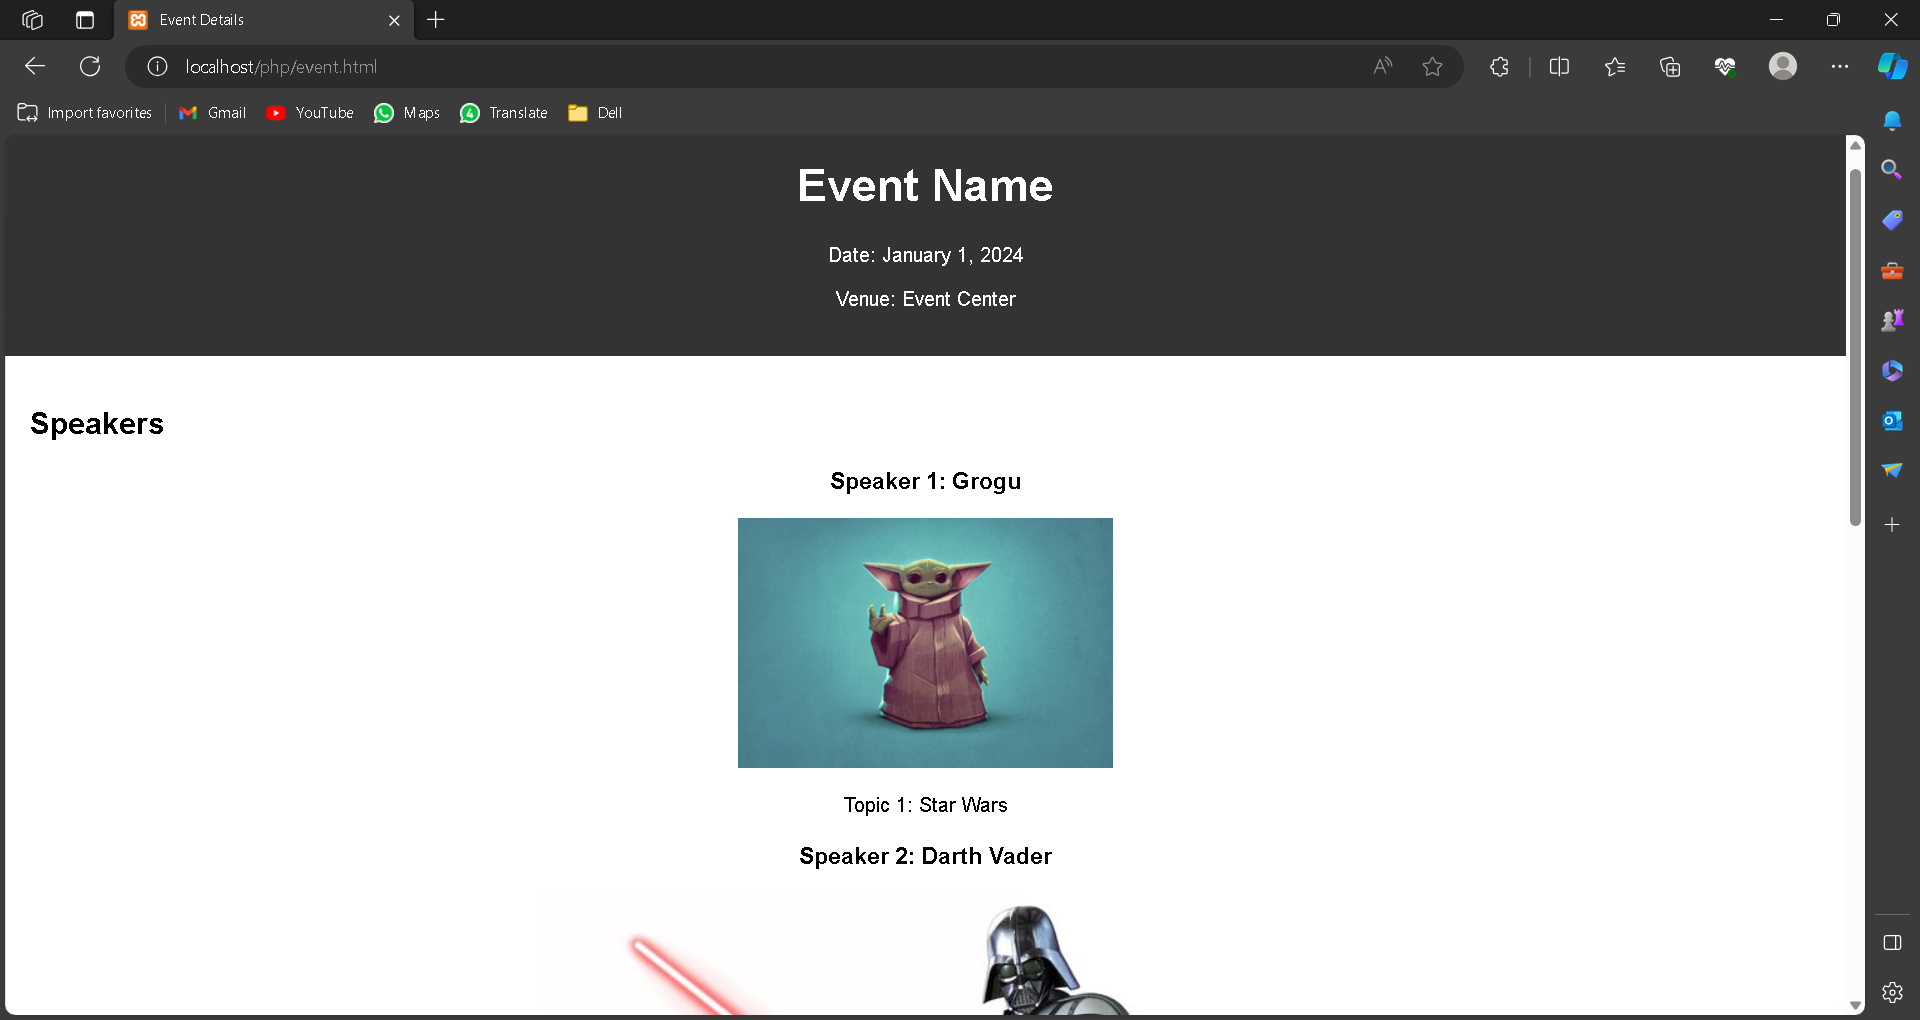 Event Details
localhost/php/event.html
Import favorites Gmail YouTube Maps Translate Dell
Event Name
Date: January 1, 2024
Venue: Event Center
Speakers
Speaker 1: Grogu
Topic 1: Star Wars
Speaker 2: Darth Vader